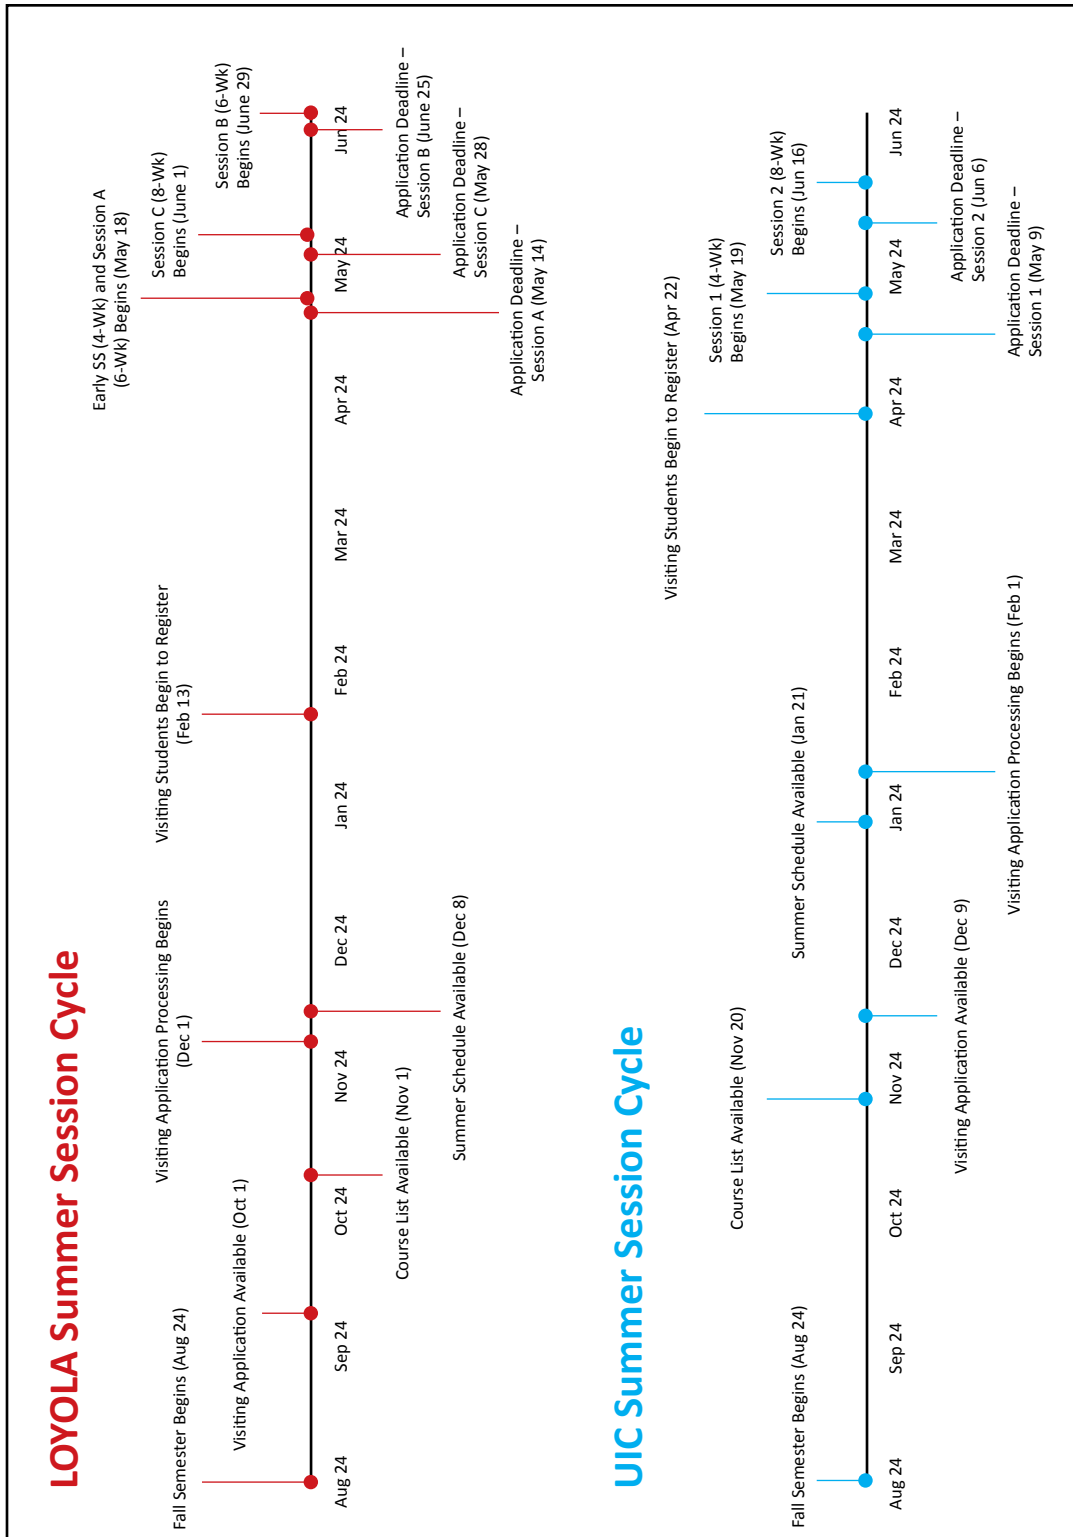 LOYOLA Summer Session Cycle
Fall Semester Begins (Aug 24)
Visiting Application Available (Oct 1)
Course List Available (Nov 1)
Visiting Application Processing Begins
(Dec 1)
Summer Schedule Available (Dec 8)
Visiting Students Begin to Register
(Feb 13)
Application Deadline –
Session A (May 14)
Early SS (4-Wk) and Session A
(6-Wk) Begins (May 18)
Application Deadline –
Session C (May 28)
Session C (8-Wk)
Begins (June 1)
Application Deadline –
Session B (June 25)
Session B (6-Wk)
Begins (June 29)
Aug 24
Sep 24
Oct 24
Nov 24
Dec 24
Jan 24
Feb 24
Mar 24
Apr 24
May 24
Jun 24
UIC Summer Session Cycle
Fall Semester Begins (Aug 24)
Course List Available (Nov 20)
Visiting Application Available (Dec 9)
Summer Schedule Available (Jan 21)
Visiting Application Processing Begins (Feb 1)
Visiting Students Begin to Register (Apr 22)
Application Deadline –
Session 1 (May 9)
Session 1 (4-Wk)
Begins (May 19)
Application Deadline –
Session 2 (Jun 6)
Session 2 (8-Wk)
Begins (Jun 16)
Aug 24
Sep 24
Oct 24
Nov 24
Dec 24
Jan 24
Feb 24
Mar 24
Apr 24
May 24
Jun 24